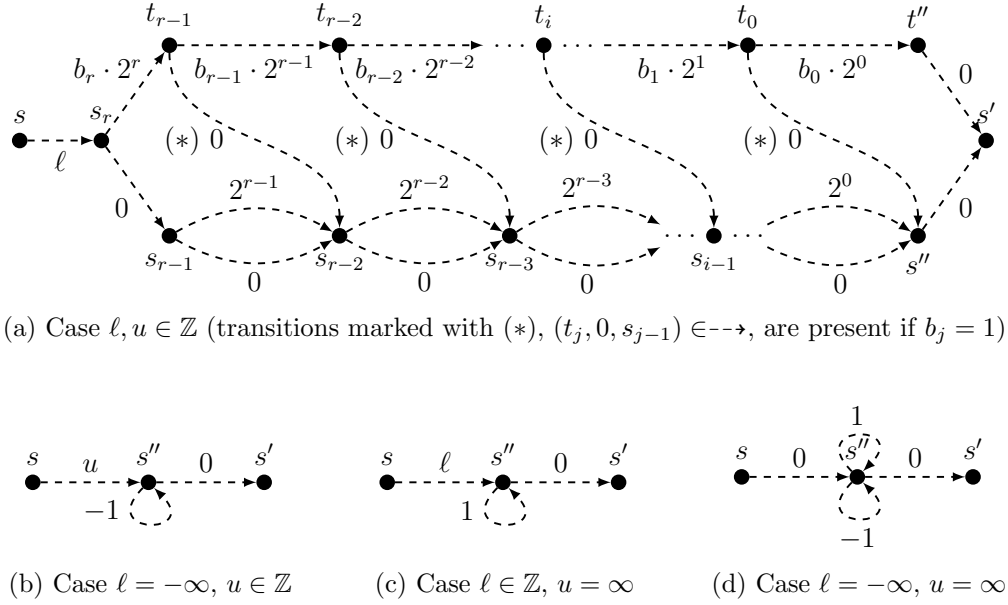 t_{r−1} t_{r−2} t_i t_0 t''
b_r · 2^r b_{r−1} · 2^{r−1} b_{r−2} · 2^{r−2} · · · · · · b_1 · 2^1 b_0 · 2^0 0
s s_r (∗) 0 (∗) 0 (∗) 0 (∗) 0 s'
ℓ
0 2^{r−1} 2^{r−2} 2^{r−3} 2^0 0
s_{r−1} s_{r−2} s_{r−3} · · · s_{i−1} · · · s''
0 0 0 0
(a) Case ℓ, u ∈ ℤ (transitions marked with (∗), (t_j, 0, s_{j−1}) ∈⇢, are present if b_j = 1)
s u s'' 0 s'
−1
s ℓ s'' 0 s'
1
1
s 0 s'' 0 s'
−1
(b) Case ℓ = −∞, u ∈ ℤ
(c) Case ℓ ∈ ℤ, u = ∞
(d) Case ℓ = −∞, u = ∞